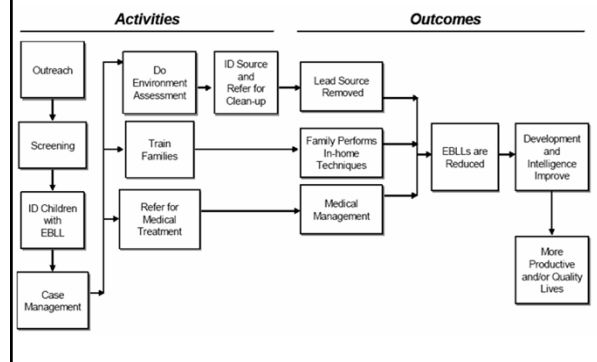 Activities
Outcomes
Outreach
Screening
ID Children
with
EBLL
Case
Management
Do
Environment
Assessment
ID Source
and
Refer for
Clean-up
Train
Families
Refer for
Medical
Treatment
Lead Source
Removed
Family Performs
In-home
Techniques
Medical
Management
EBLLs are
Reduced
Development
and
Intelligence
Improve
More
Productive
and/or Quality
Lives